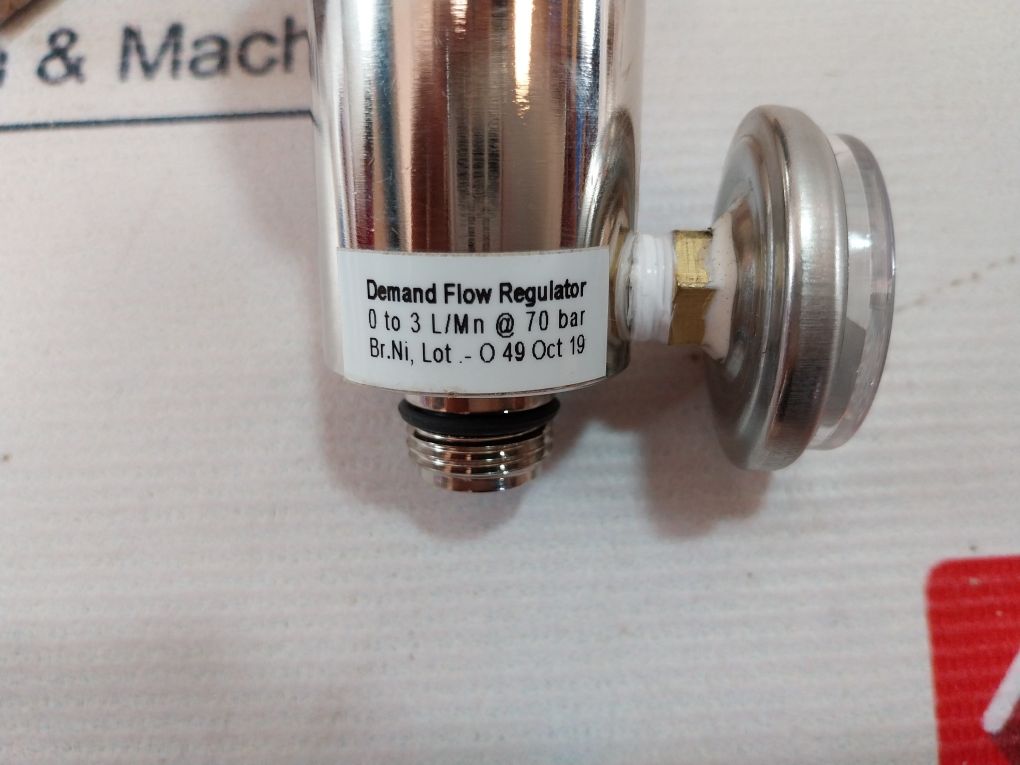 & Mach
Demand Flow Regulator
0 to 3 L/Mn @ 70 bar
Br.Ni, Lot .- O 49 Oct 19